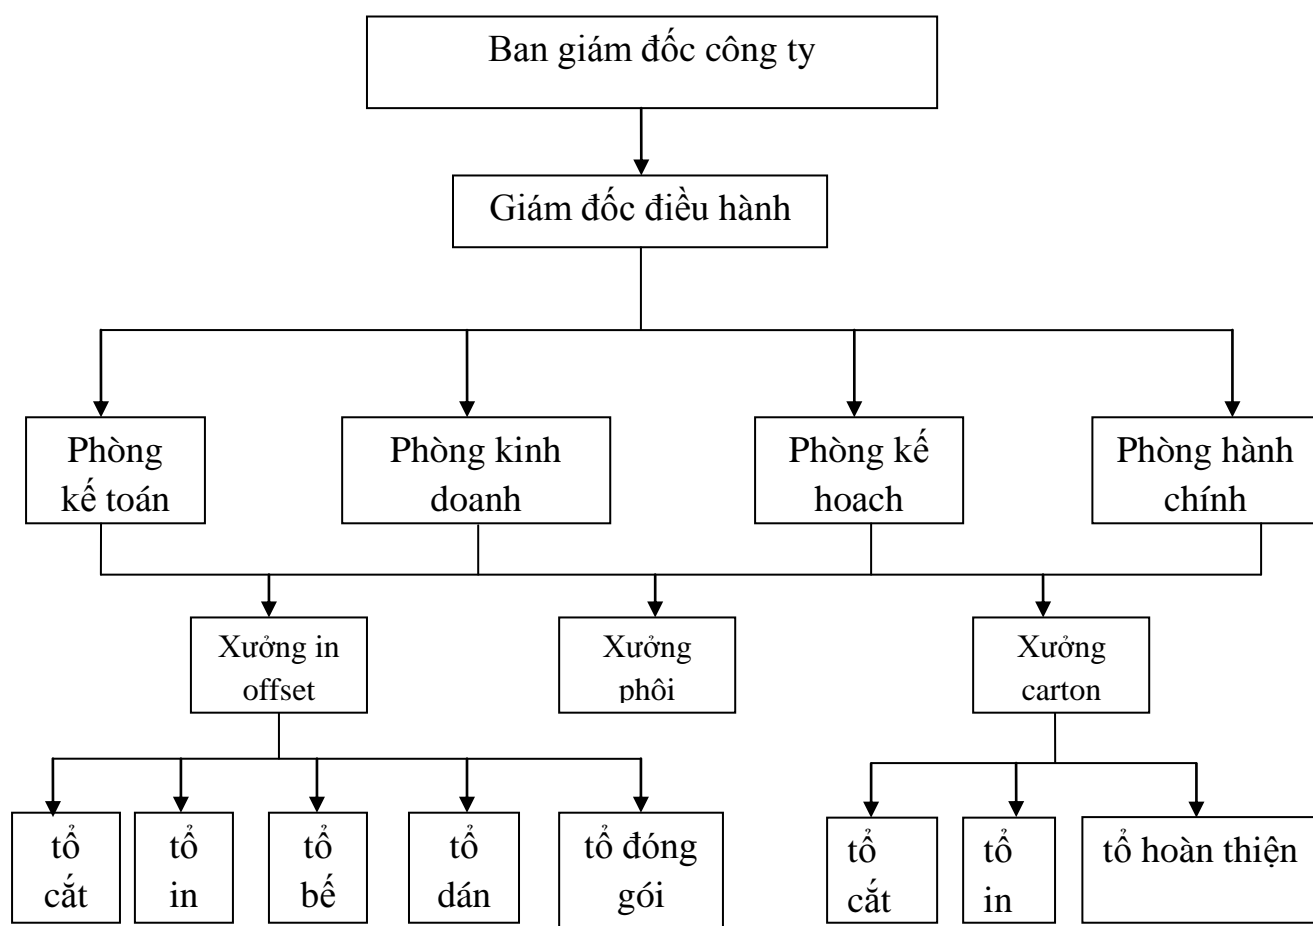 Ban giám đốc công ty
Giám đốc điều hành
Phòng
kế toán
Phòng kinh
doanh
Phòng kế
hoach
Phòng hành
chính
Xưởng in
offset
Xưởng
phôi
Xưởng
carton
tổ
cắt
tổ
in
tổ
bế
tổ
dán
tổ đóng
gói
tổ
cắt
tổ
in
tổ hoàn thiện